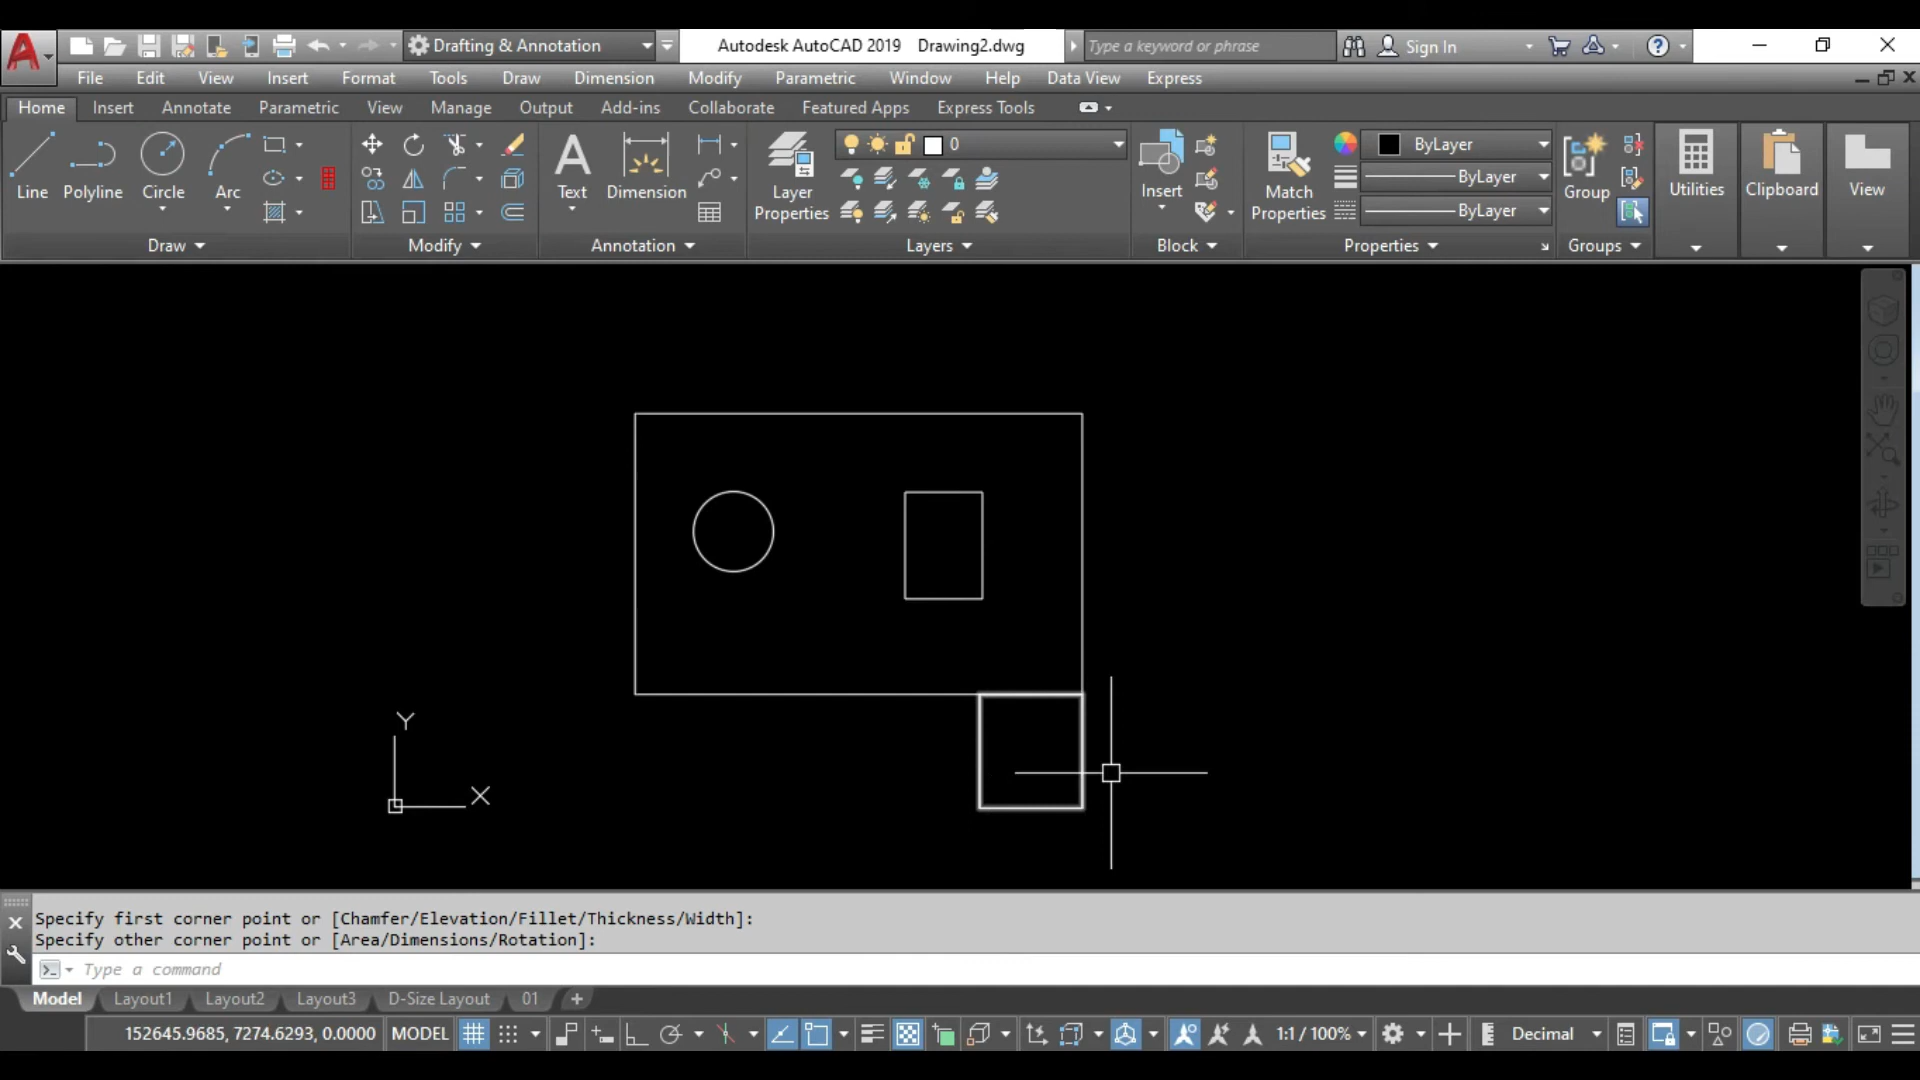 Drafting & Annotation
Autodesk AutoCAD 2019 Drawing2.dwg
Type a keyword or phrase
Sign In
File Edit View Insert Format Tools Draw Dimension Modify Parametric Window Help Data View Express
Home Insert Annotate Parametric View Manage Output Add-ins Collaborate Featured Apps Express Tools
0
ByLayer
ByLayer
ByLayer
Line Polyline Circle Arc
Text Dimension
Layer
Properties
Insert
Match
Properties
Group
Utilities Clipboard View
Draw Modify Annotation Layers Block Properties Groups
Y
X
Specify first corner point or [Chamfer/Elevation/Fillet/Thickness/Width]:
Specify other corner point or [Area/Dimensions/Rotation]:
Type a command
Model Layout1 Layout2 Layout3 D-Size Layout 01
152645.9685, 7274.6293, 0.0000 MODEL 1:1 / 100% Decimal